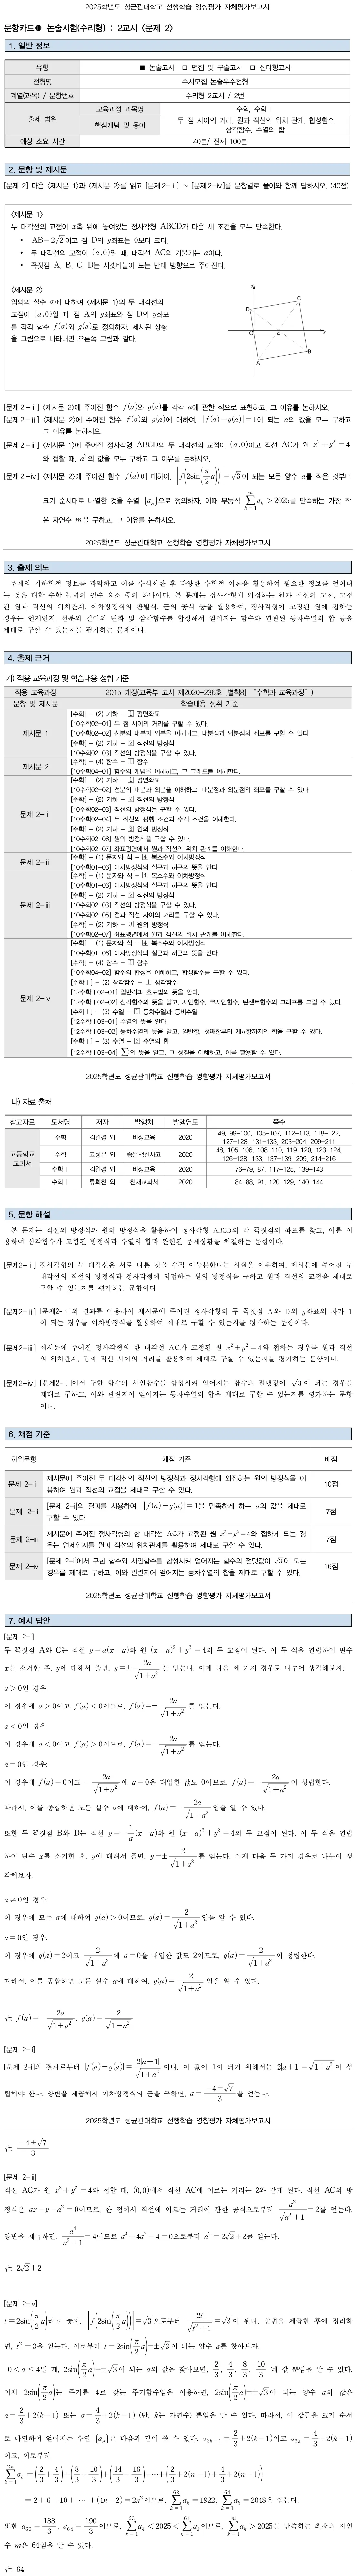 2025학년도 성균관대학교 선행학습 영향평가 자체평가보고서
문항카드❶ 논술시험(수리형) : 2교시 <문제 2>
1. 일반 정보
유형 ■ 논술고사 □ 면접 및 구술고사 □ 선다형고사
전형명 수시모집 논술우수전형
계열(과목) / 문항번호 수리형 2교시 / 2번
출제 범위 교육과정 과목명 수학, 수학Ⅰ
핵심개념 및 용어 두 점 사이의 거리, 원과 직선의 위치 관계, 합성함수, 삼각함수, 수열의 합
예상 소요 시간 40분/ 전체 100분
2. 문항 및 제시문
[문제 2] 다음 <제시문 1>과 <제시문 2>를 읽고 [문제 2-ⅰ] ~ [문제 2-ⅳ]를 문항별로 풀이와 함께 답하시오. (40점)
<제시문 1>
두 대각선의 교점이 x축 위에 놓여있는 정사각형 ABCD가 다음 세 조건을 모두 만족한다.
• AB=2√2 이고 점 D의 y좌표는 0보다 크다.
• 두 대각선의 교점이 (a,0)일 때, 대각선 AC의 기울기는 a이다.
• 꼭짓점 A, B, C, D는 시곗바늘이 도는 반대 방향으로 주어진다.
<제시문 2>
임의의 실수 a에 대하여 <제시문 1>의 두 대각선의
교점이 (a,0)일 때, 점 A의 y좌표와 점 D의 y좌표
를 각각 함수 f(a)와 g(a)로 정의하자. 제시된 상황
을 그림으로 나타내면 오른쪽 그림과 같다.
y
C
D
O
a
x
B
A
[문제 2-ⅰ] <제시문 2>에 주어진 함수 f(a)와 g(a)를 각각 a에 관한 식으로 표현하고, 그 이유를 논하시오.
[문제 2-ⅱ] <제시문 2>에 주어진 함수 f(a)와 g(a)에 대하여, |f(a)-g(a)|=1이 되는 a의 값을 모두 구하고 그 이유를 논하시오.
[문제 2-ⅲ] <제시문 1>에 주어진 정사각형 ABCD의 두 대각선의 교점이 (a,0)이고 직선 AC가 원 x²+y²=4와 접할 때, a²의 값을 모두 구하고 그 이유를 논하시오.
[문제 2-ⅳ] <제시문 2>에 주어진 함수 f(a)에 대하여, |f(2sin(π/2 a))|=√3이 되는 모든 양수 a를 작은 것부터
크기 순서대로 나열한 것을 수열 {aₙ}으로 정의하자. 이때 부등식 Σ(k=1~m) aₖ > 2025를 만족하는 가장 작은 자연수 m을 구하고, 그 이유를 논하시오.
2025학년도 성균관대학교 선행학습 영향평가 자체평가보고서
3. 출제 의도
문제의 기하학적 정보를 파악하고 이를 수식화한 후 다양한 수학적 이론을 활용하여 필요한 정보를 얻어내
는 것은 대학 수학 능력의 필수 요소 중의 하나이다. 본 문제는 정사각형에 외접하는 원과 직선의 교점, 고정
된 원과 직선의 위치관계, 이차방정식의 판별식, 근의 공식 등을 활용하여, 정사각형이 고정된 원에 접하는
경우는 언제인지, 선분의 길이의 변화 및 삼각함수를 합성해서 얻어지는 함수와 연관된 등차수열의 합 등을
제대로 구할 수 있는지를 평가하는 문제이다.
4. 출제 근거
가) 적용 교육과정 및 학습내용 성취 기준
적용 교육과정 2015 개정(교육부 고시 제2020-236호 [별책8] “수학과 교육과정”)
문항 및 제시문 학습내용 성취 기준
제시문 1
[수학] - (2) 기하 - ① 평면좌표
[10수학02-01] 두 점 사이의 거리를 구할 수 있다.
[10수학02-02] 선분의 내분과 외분을 이해하고, 내분점과 외분점의 좌표를 구할 수 있다.
[수학] - (2) 기하 - ② 직선의 방정식
[10수학02-03] 직선의 방정식을 구할 수 있다.
제시문 2
[수학] - (4) 함수 - ① 함수
[10수학04-01] 함수의 개념을 이해하고, 그 그래프를 이해한다.
문제 2-ⅰ
[수학] - (2) 기하 - ① 평면좌표
[10수학02-02] 선분의 내분과 외분을 이해하고, 내분점과 외분점의 좌표를 구할 수 있다.
[수학] - (2) 기하 - ② 직선의 방정식
[10수학02-03] 직선의 방정식을 구할 수 있다.
[10수학02-04] 두 직선의 평행 조건과 수직 조건을 이해한다.
[수학] - (2) 기하 - ③ 원의 방정식
[10수학02-06] 원의 방정식을 구할 수 있다.
[10수학02-07] 좌표평면에서 원과 직선의 위치 관계를 이해한다.
문제 2-ⅱ
[수학] - (1) 문자와 식 - ④ 복소수와 이차방정식
[10수학01-06] 이차방정식의 실근과 허근의 뜻을 안다.
문제 2-ⅲ
[수학] - (1) 문자와 식 - ④ 복소수와 이차방정식
[10수학01-06] 이차방정식의 실근과 허근의 뜻을 안다.
[수학] - (2) 기하 - ② 직선의 방정식
[10수학02-03] 직선의 방정식을 구할 수 있다.
[10수학02-05] 점과 직선 사이의 거리를 구할 수 있다.
[수학] - (2) 기하 - ③ 원의 방정식
[10수학02-07] 좌표평면에서 원과 직선의 위치 관계를 이해한다.
문제 2-ⅳ
[수학] - (1) 문자와 식 - ④ 복소수와 이차방정식
[10수학01-06] 이차방정식의 실근과 허근의 뜻을 안다.
[수학] - (4) 함수 - ① 함수
[10수학04-02] 함수의 합성을 이해하고, 합성함수를 구할 수 있다.
[수학Ⅰ] - (2) 삼각함수 - ① 삼각함수
[12수학Ⅰ02-01] 일반각과 호도법의 뜻을 안다.
[12수학Ⅰ02-02] 삼각함수의 뜻을 알고, 사인함수, 코사인함수, 탄젠트함수의 그래프를 그릴 수 있다.
[수학Ⅰ] - (3) 수열 - ① 등차수열과 등비수열
[12수학Ⅰ03-01] 수열의 뜻을 안다.
[12수학Ⅰ03-02] 등차수열의 뜻을 알고, 일반항, 첫째항부터 제n항까지의 합을 구할 수 있다.
[수학Ⅰ] - (3) 수열 - ② 수열의 합
[12수학Ⅰ03-04] Σ의 뜻을 알고, 그 성질을 이해하고, 이를 활용할 수 있다.
2025학년도 성균관대학교 선행학습 영향평가 자체평가보고서
나) 자료 출처
참고자료 도서명 저자 발행처 발행연도 쪽수
고등학교 교과서
수학 김원경 외 비상교육 2020 49, 99-100, 105-107, 112-113, 118-122, 127-128, 131-133, 203-204, 209-211
수학 고성은 외 좋은책신사고 2020 48, 105-106, 108-110, 119-120, 123-124, 126-128, 133, 137-139, 209, 214-216
수학Ⅰ 김원경 외 비상교육 2020 76-79, 87, 117-125, 139-143
수학Ⅰ 류희찬 외 천재교과서 2020 84-88, 91, 120-129, 140-144
5. 문항 해설
본 문제는 직선의 방정식과 원의 방정식을 활용하여 정사각형 ABCD의 각 꼭짓점의 좌표를 찾고, 이를 이
용하여 삼각함수가 포함된 방정식과 수열의 합과 관련된 문제상황을 해결하는 문항이다.
[문제2-ⅰ] 정사각형의 두 대각선은 서로 다른 것을 수직 이등분한다는 사실을 이용하여, 제시문에 주어진 두 대각선의 직선의 방정식과 정사각형에 외접하는 원의 방정식을 구하고 원과 직선의 교점을 제대로 구할 수 있는지를 평가하는 문항이다.
[문제2-ⅱ] [문제2-ⅰ]의 결과를 이용하여 제시문에 주어진 정사각형의 두 꼭짓점 A와 D의 y좌표의 차가 1이 되는 경우를 이차방정식을 활용하여 제대로 구할 수 있는지를 평가하는 문항이다.
[문제2-ⅲ] 제시문에 주어진 정사각형의 한 대각선 AC가 고정된 원 x²+y²=4와 접하는 경우를 원과 직선의 위치관계, 점과 직선 사이의 거리를 활용하여 제대로 구할 수 있는지를 평가하는 문항이다.
[문제2-ⅳ] [문제2-ⅰ]에서 구한 함수와 사인함수를 합성시켜 얻어지는 함수의 절댓값이 √3이 되는 경우를 제대로 구하고, 이와 관련지어 얻어지는 등차수열의 합을 제대로 구할 수 있는지를 평가하는 문항이다.
6. 채점 기준
하위문항 채점 기준 배점
문제 2-ⅰ 제시문에 주어진 두 대각선의 직선의 방정식과 정사각형에 외접하는 원의 방정식을 이용하여 원과 직선의 교점을 제대로 구할 수 있다. 10점
문제 2-ⅱ [문제 2-ⅰ]의 결과를 사용하여, |f(a)-g(a)|=1을 만족하게 하는 a의 값을 제대로 구할 수 있다. 7점
문제 2-ⅲ 제시문에 주어진 정사각형의 한 대각선 AC가 고정된 원 x²+y²=4와 접하게 되는 경우는 언제인지를 원과 직선의 위치관계를 활용하여 제대로 구할 수 있다. 7점
문제 2-ⅳ [문제 2-ⅰ]에서 구한 함수와 사인함수를 합성시켜 얻어지는 함수의 절댓값이 √3이 되는 경우를 제대로 구하고, 이와 관련지어 얻어지는 등차수열의 합을 제대로 구할 수 있다. 16점
2025학년도 성균관대학교 선행학습 영향평가 자체평가보고서
7. 예시 답안
[문제 2-ⅰ]
두 꼭짓점 A와 C는 직선 y=a(x-a)와 원 (x-a)²+y²=4의 두 교점이 된다. 이 두 식을 연립하여 변수
x를 소거한 후, y에 대해서 풀면, y=±2a/√(1+a²)를 얻는다. 이제 다음 세 가지 경우로 나누어 생각해보자.
a>0인 경우:
이 경우에 a>0이고 f(a)<0이므로, f(a)=-2a/√(1+a²)를 얻는다.
a<0인 경우:
이 경우에 a<0이고 f(a)>0이므로, f(a)=-2a/√(1+a²)를 얻는다.
a=0인 경우:
이 경우에 f(a)=0이고 -2a/√(1+a²)에 a=0을 대입한 값도 0이므로, f(a)=-2a/√(1+a²)이 성립한다.
따라서, 이를 종합하면 모든 실수 a에 대하여, f(a)=-2a/√(1+a²)임을 알 수 있다.
또한 두 꼭짓점 B와 D는 직선 y=-1/a(x-a)와 원 (x-a)²+y²=4의 두 교점이 된다. 이 두 식을 연립
하여 변수 x를 소거한 후, y에 대해서 풀면, y=±2/√(1+a²)를 얻는다. 이제 다음 두 가지 경우로 나누어 생
각해보자.
a≠0인 경우:
이 경우에 모든 a에 대하여 g(a)>0이므로, g(a)=2/√(1+a²)임을 알 수 있다.
a=0인 경우:
이 경우에 g(a)=2이고 2/√(1+a²)에 a=0을 대입한 값도 2이므로, g(a)=2/√(1+a²)이 성립한다.
따라서, 이를 종합하면 모든 실수 a에 대하여, g(a)=2/√(1+a²)임을 알 수 있다.
답: f(a)=-2a/√(1+a²), g(a)=2/√(1+a²)
[문제 2-ⅱ]
[문제 2-ⅰ]의 결과로부터 |f(a)-g(a)|=2|a+1|/√(1+a²)이다. 이 값이 1이 되기 위해서는 2|a+1|=√(1+a²)이 성
립해야 한다. 양변을 제곱해서 이차방정식의 근을 구하면, a=(-4±√7)/3을 얻는다.
2025학년도 성균관대학교 선행학습 영향평가 자체평가보고서
답: (-4±√7)/3
[문제 2-ⅲ]
직선 AC가 원 x²+y²=4와 접할 때, (0,0)에서 직선 AC에 이르는 거리는 2와 같게 된다. 직선 AC의 방
정식은 ax-y-a²=0이므로, 한 점에서 직선에 이르는 거리에 관한 공식으로부터 a²/√(a²+1)=2를 얻는다.
양변을 제곱하면, a⁴/(a²+1)=4이므로 a⁴-4a²-4=0으로부터 a²=2√2+2를 얻는다.
답: 2√2+2
[문제 2-ⅳ]
t=2sin(π/2 a)라고 놓자. |f(2sin(π/2 a))|=√3으로부터 |2t|/√(t²+1)=√3이 된다. 양변을 제곱한 후에 정리하
면, t²=3을 얻는다. 이로부터 t=2sin(π/2 a)=±√3이 되는 양수 a를 찾아보자.
0<a≤4일 때, 2sin(π/2 a)=±√3이 되는 a의 값을 찾아보면, 2/3, 4/3, 8/3, 10/3 네 값 뿐임을 알 수 있다.
이제 2sin(π/2 a)는 주기를 4로 갖는 주기함수임을 이용하면, 2sin(π/2 a)=±√3이 되는 양수 a의 값은
a=2/3+2(k-1) 또는 a=4/3+2(k-1) (단, k는 자연수) 뿐임을 알 수 있다. 따라서, 이 값들을 크기 순서
로 나열하여 얻어지는 수열 {aₙ}은 다음과 같이 쓸 수 있다. a₂ₖ₋₁=2/3+2(k-1)이고 a₂ₖ=4/3+2(k-1)
이고, 이로부터
Σ(k=1~2n) aₖ=(2/3+4/3)+(8/3+10/3)+(14/3+16/3)+⋯+(2/3+2(n-1)+4/3+2(n-1))
=2+6+10+ ⋯ +(4n-2)=2n²이므로, Σ(k=1~62) aₖ=1922, Σ(k=1~64) aₖ=2048을 얻는다.
또한 a₆₃=188/3, a₆₄=190/3이므로, Σ(k=1~63) aₖ<2025<Σ(k=1~64) aₖ이므로, Σ(k=1~m) aₖ>2025를 만족하는 최소의 자연
수 m은 64임을 알 수 있다.
답: 64